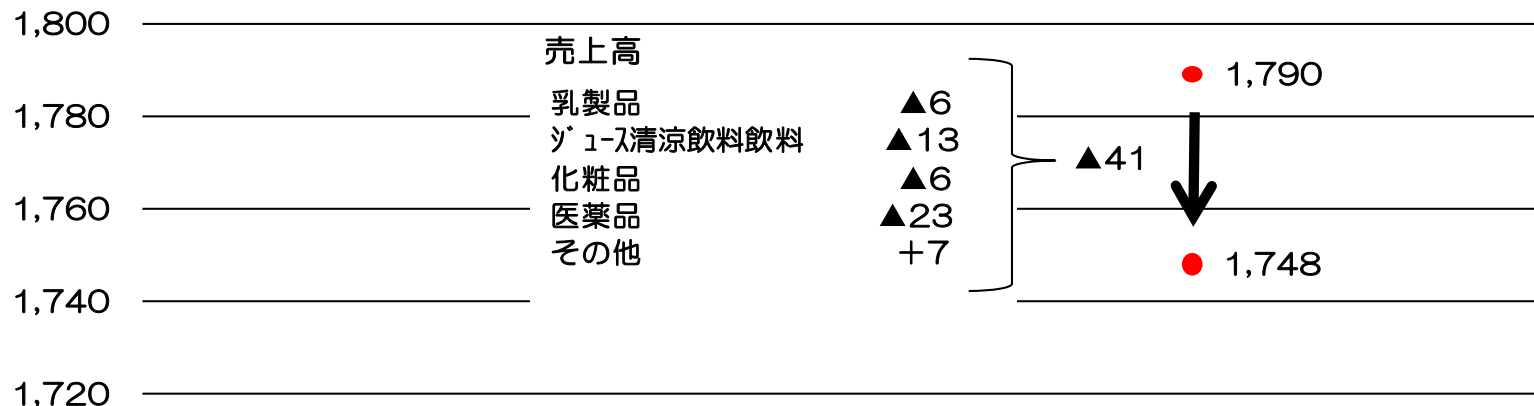 1,800
売上高
1,790
乳製品 ▲6
1,780
ｼﾞｭｰｽ清涼飲料飲料 ▲13
▲41
化粧品 ▲6
1,760
医薬品 ▲23
その他 +7
1,748
1,740
1,720